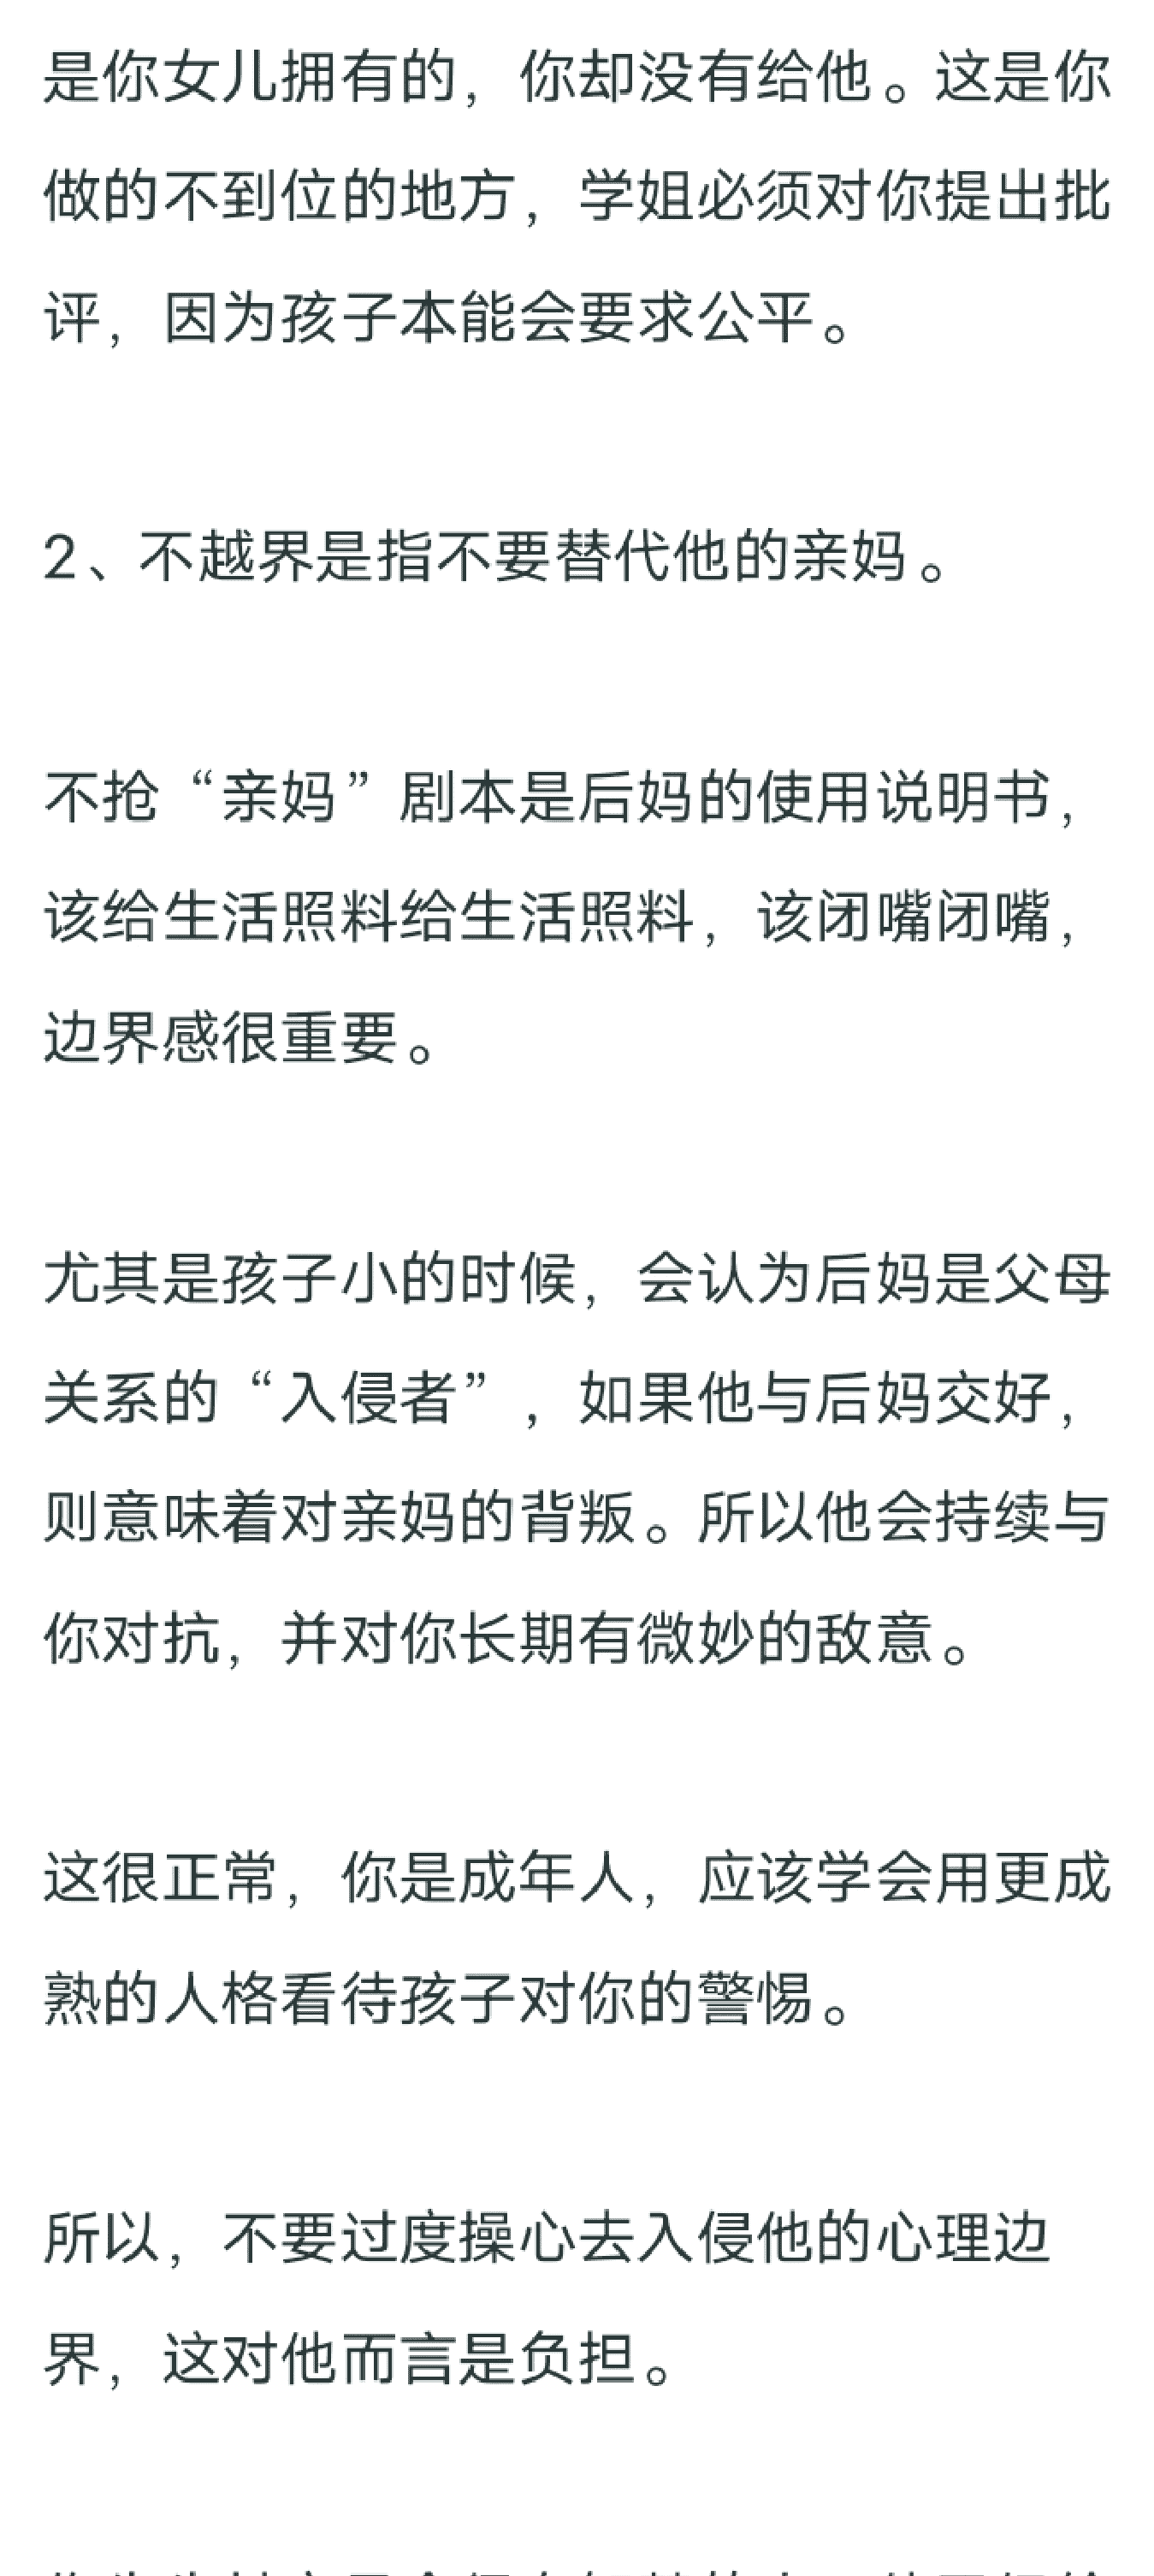 是你女儿拥有的，你却没有给他。这是你
做的不到位的地方，学姐必须对你提出批
评，因为孩子本能会要求公平。
2、不越界是指不要替代他的亲妈。
不抢“亲妈”剧本是后妈的使用说明书，
该给生活照料给生活照料，该闭嘴闭嘴，
边界感很重要。
尤其是孩子小的时候，会认为后妈是父母
关系的“入侵者”，如果他与后妈交好，
则意味着对亲妈的背叛。所以他会持续与
你对抗，并对你长期有微妙的敌意。
这很正常，你是成年人，应该学会用更成
熟的人格看待孩子对你的警惕。
所以，不要过度操心去入侵他的心理边
界，这对他而言是负担。